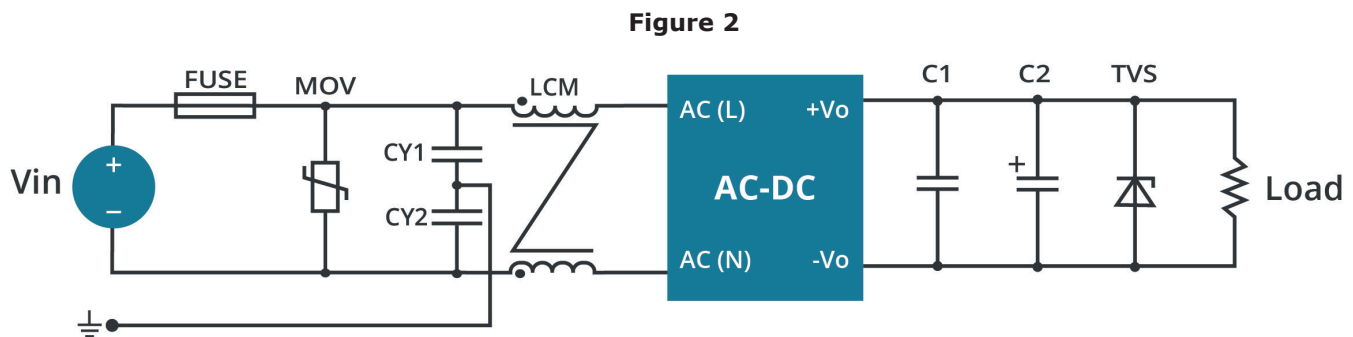 Figure 2
FUSE
MOV
LCM
C1
C2
TVS
AC (L)
+Vo
CY1
+
Vin
+
−
AC-DC
Load
CY2
AC (N)
-Vo